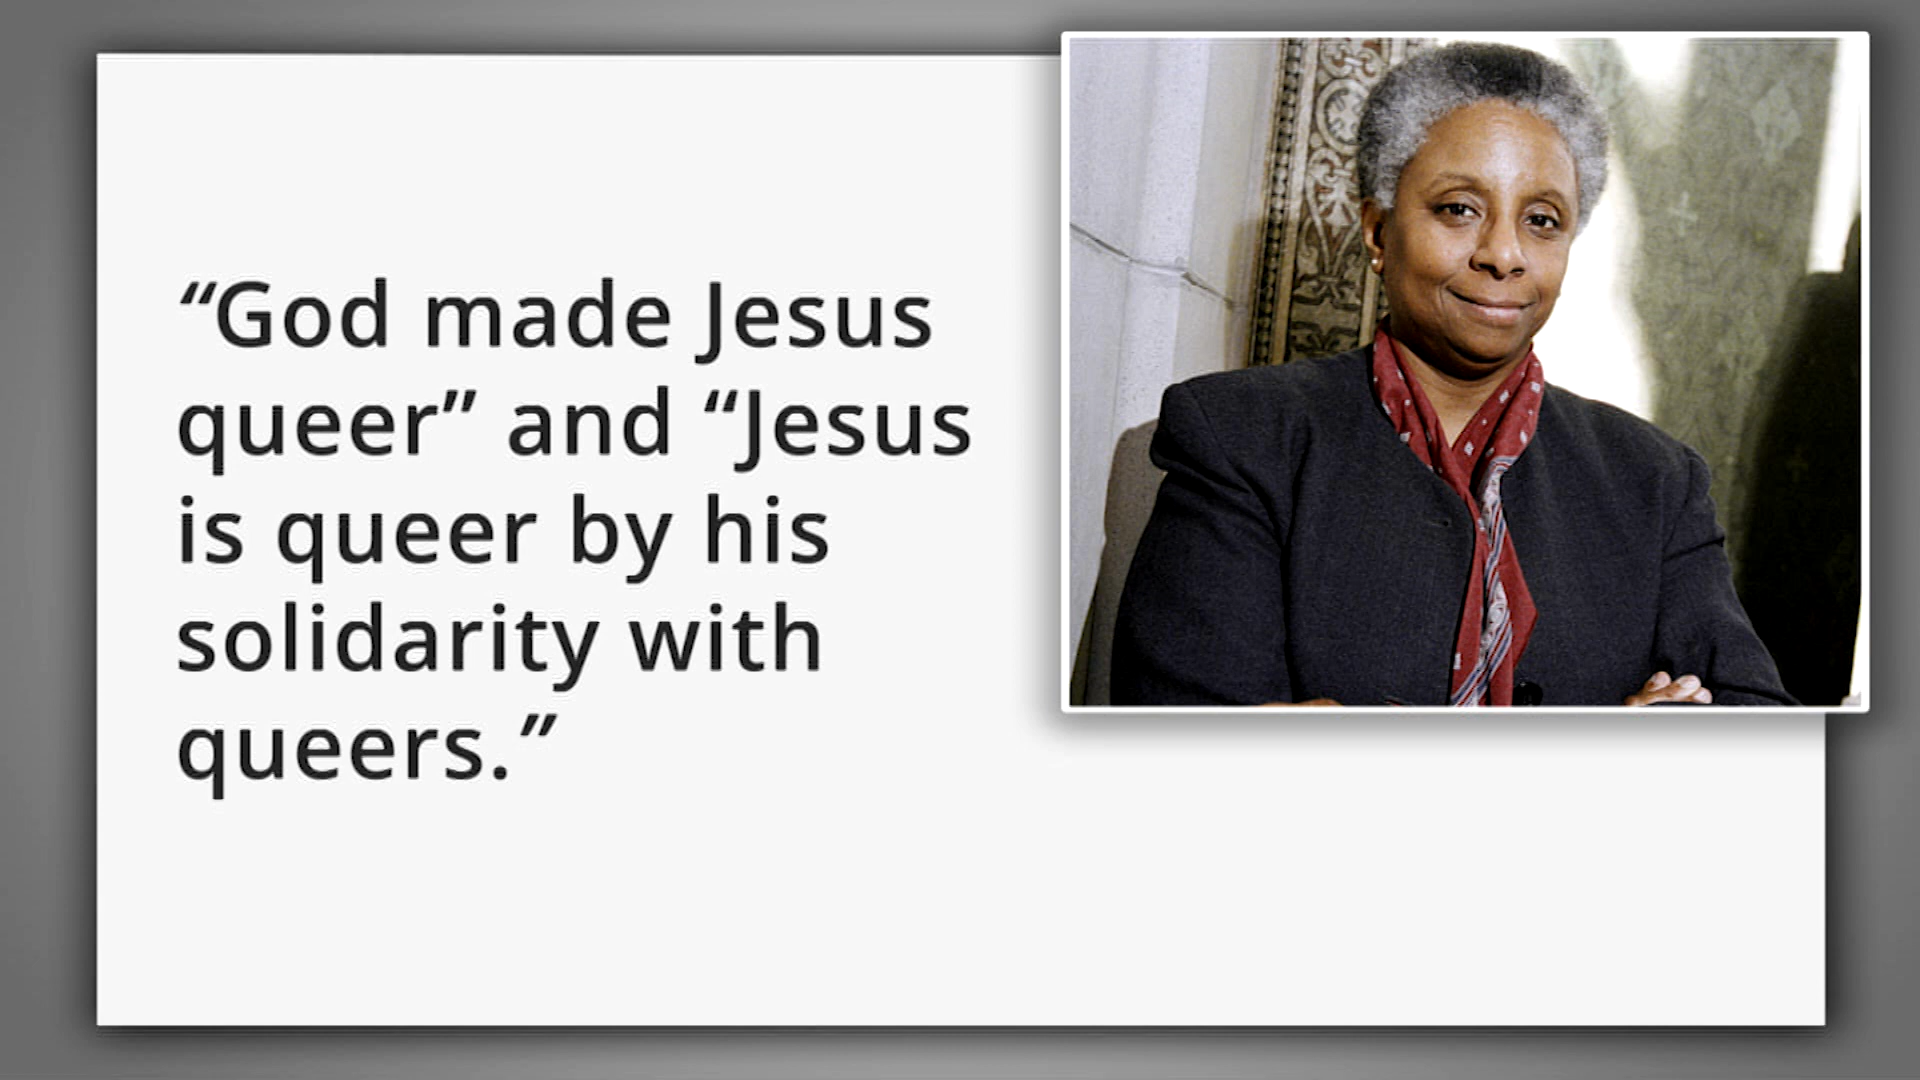 “God made Jesus
queer” and “Jesus
is queer by his
solidarity with
queers.”